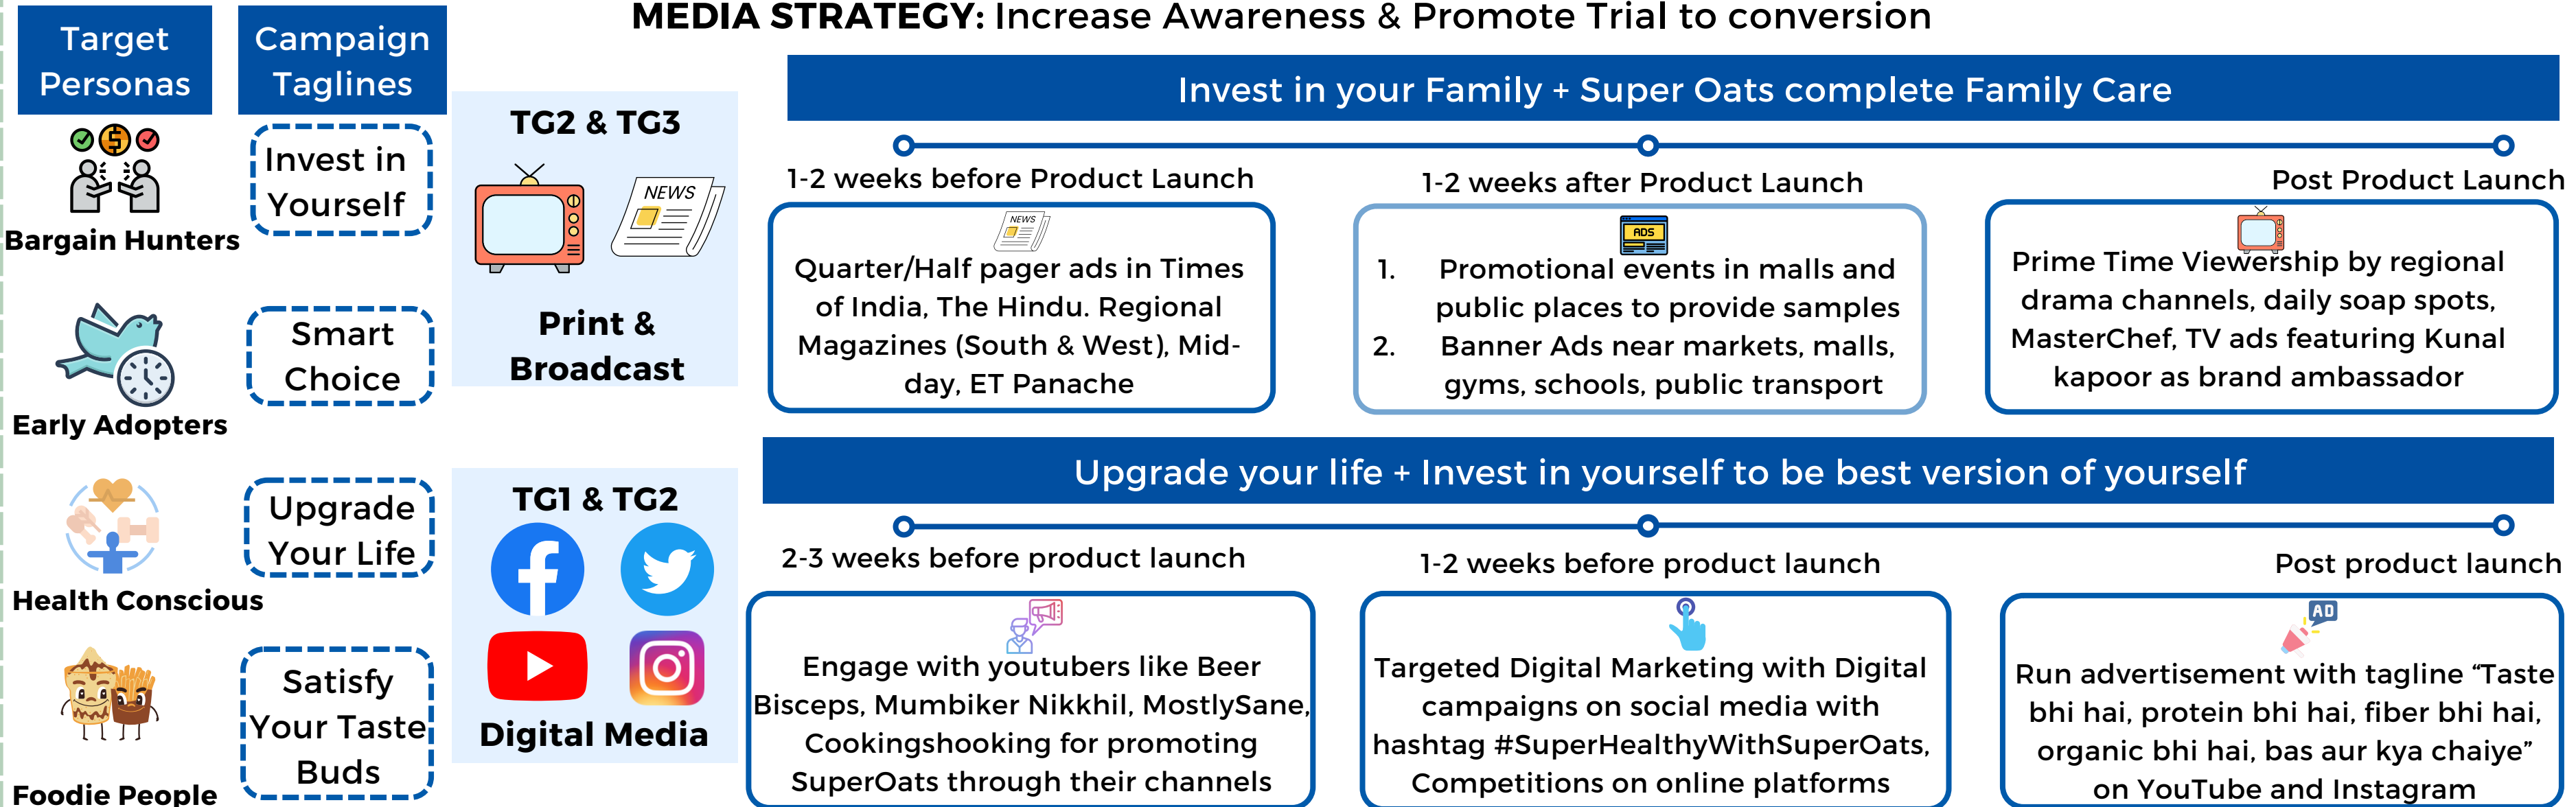 MEDIA STRATEGY: Increase Awareness & Promote Trial to conversion
Target
Personas
Campaign
Taglines
Bargain Hunters
Invest in
Yourself
Early Adopters
Smart
Choice
Health Conscious
Upgrade
Your Life
Foodie People
Satisfy
Your Taste
Buds
TG2 & TG3
NEWS
Print &
Broadcast
Invest in your Family + Super Oats complete Family Care
1-2 weeks before Product Launch
NEWS
Quarter/Half pager ads in Times
of India, The Hindu. Regional
Magazines (South & West), Mid-
day, ET Panache
1-2 weeks after Product Launch
ADS
1. Promotional events in malls and
public places to provide samples
2. Banner Ads near markets, malls,
gyms, schools, public transport
Post Product Launch
Prime Time Viewership by regional
drama channels, daily soap spots,
MasterChef, TV ads featuring Kunal
kapoor as brand ambassador
TG1 & TG2
Digital Media
Upgrade your life + Invest in yourself to be best version of yourself
2-3 weeks before product launch
Engage with youtubers like Beer
Bisceps, Mumbiker Nikkhil, MostlySane,
Cookingshooking for promoting
SuperOats through their channels
1-2 weeks before product launch
Targeted Digital Marketing with Digital
campaigns on social media with
hashtag #SuperHealthyWithSuperOats,
Competitions on online platforms
Post product launch
AD
Run advertisement with tagline “Taste
bhi hai, protein bhi hai, fiber bhi hai,
organic bhi hai, bas aur kya chaiye”
on YouTube and Instagram